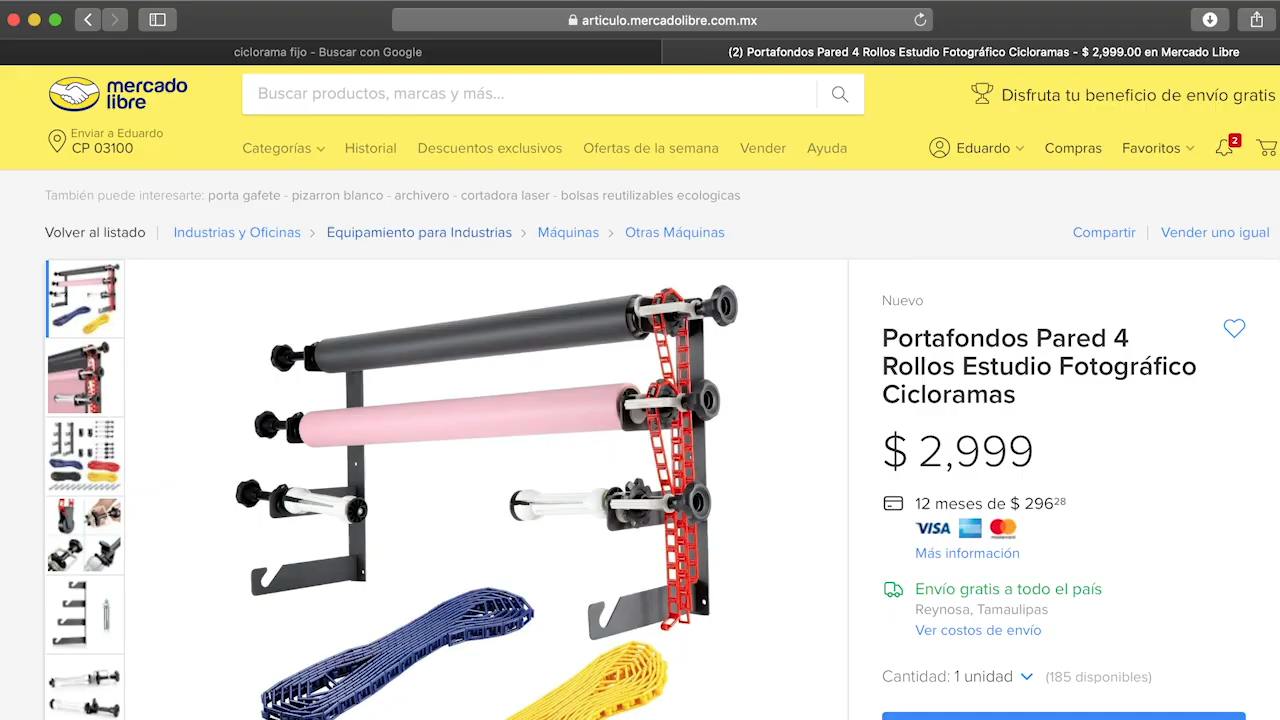 articulo.mercadolibre.com.mx
ciclorama fijo - Buscar con Google
(2) Portafondos Pared 4 Rollos Estudio Fotográfico Cicloramas - $ 2,999.00 en Mercado Libre
mercado
libre
Buscar productos, marcas y más...
Disfruta tu beneficio de envío gratis
Enviar a Eduardo
CP 03100
Categorías Historial Descuentos exclusivos Ofertas de la semana Vender Ayuda
Eduardo Compras Favoritos 2
También puede interesarte: porta gafete - pizarron blanco - archivero - cortadora laser - bolsas reutilizables ecologicas
Volver al listado | Industrias y Oficinas > Equipamiento para Industrias > Máquinas > Otras Máquinas
Compartir | Vender uno igual
Nuevo
Portafondos Pared 4
Rollos Estudio Fotográfico
Cicloramas
$ 2,999
12 meses de $ 296 28
VISA
Más información
Envío gratis a todo el país
Reynosa, Tamaulipas
Ver costos de envío
Cantidad: 1 unidad (185 disponibles)